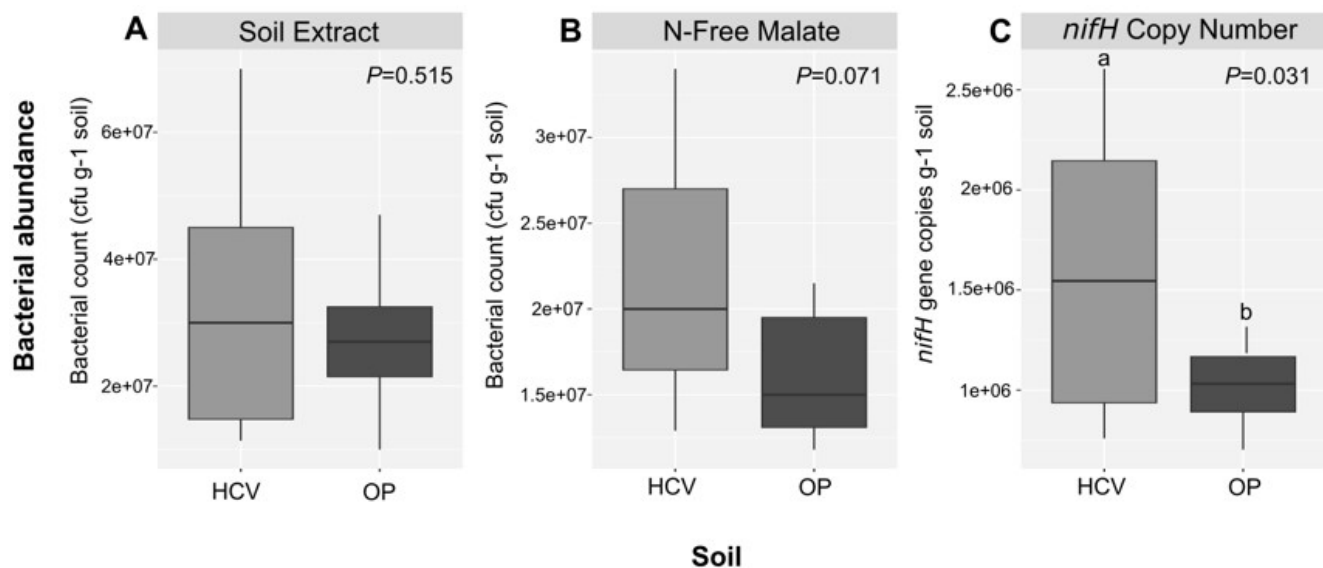 Bacterial abundance
A
Soil Extract
P=0.515
Bacterial count (cfu g-1 soil)
6e+07
4e+07
2e+07
HCV
OP
B
N-Free Malate
P=0.071
Bacterial count (cfu g-1 soil)
3e+07
2.5e+07
2e+07
1.5e+07
HCV
OP
C
nifH Copy Number
a
P=0.031
b
nifH gene copies g-1 soil
2.5e+06
2e+06
1.5e+06
1e+06
HCV
OP
Soil